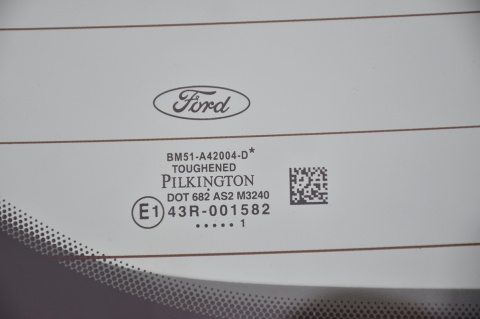 Ford
BM51-A42004-D*
TOUGHENED
PILKINGTON
DOT 682 AS2 M3240
E1 43R-001582
..... 1